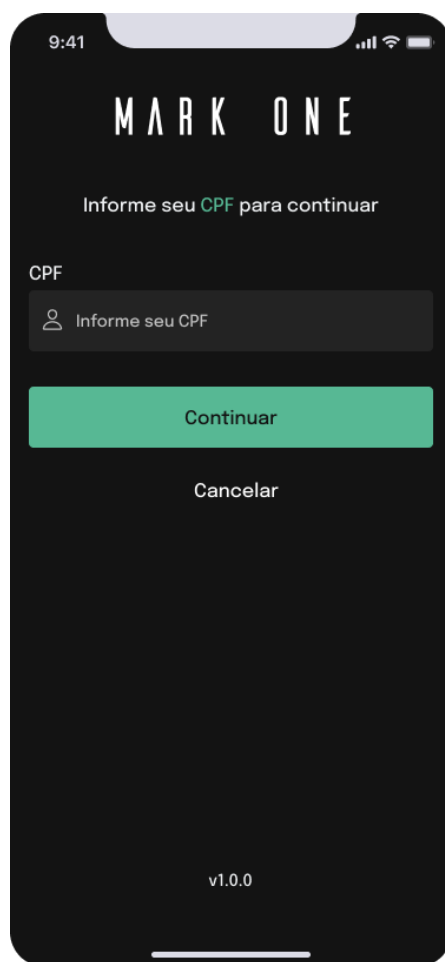 9:41
MARK ONE
Informe seu CPF para continuar
CPF
Informe seu CPF
Continuar
Cancelar
v1.0.0